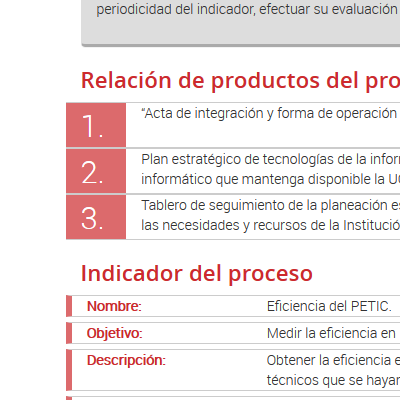 periodicidad del indicador, efectuar su evaluación
Relación de productos del pro
1. “Acta de integración y forma de operación
2. Plan estratégico de tecnologías de la infor
informático que mantenga disponible la U
3. Tablero de seguimiento de la planeación es
las necesidades y recursos de la Institució
Indicador del proceso
Nombre: Eficiencia del PETIC.
Objetivo: Medir la eficiencia en
Descripción: Obtener la eficiencia e
técnicos que se hayan